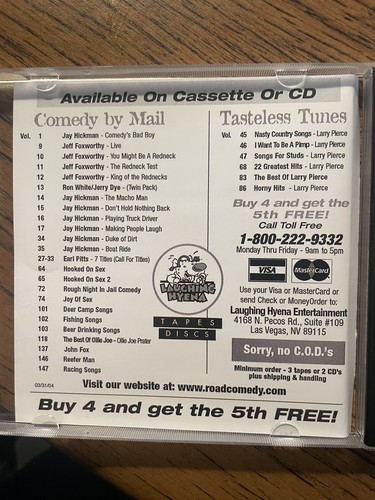 Available On Cassette Or CD
Comedy by Mail
Vol. 1 Jay Hickman - Comedy's Bad Boy
9 Jeff Foxworthy - Live
10 Jeff Foxworthy - You Might Be A Redneck
11 Jeff Foxworthy - The Redneck Test
12 Jeff Foxworthy - King of the Rednecks
13 Ron White/Jerry Dye - (Twin Pack)
14 Jay Hickman - The Macho Man
15 Jay Hickman - Don't Hold Nothing Back
16 Jay Hickman - Playing Truck Driver
17 Jay Hickman - Making People Laugh
34 Jay Hickman - Duke of Dirt
35 Jay Hickman - Boat Ride
27-33 Earl Pitts - 7 Titles (Call For Titles)
64 Hooked On Sex
65 Hooked On Sex 2
72 Rough Night In Jail Comedy
74 Joy Of Sex
101 Deer Camp Songs
102 Fishing Songs
103 Beer Drinking Songs
118 The Best Of Ollie Joe - Ollie Joe Prater
137 John Fox
146 Reefer Man
147 Racing Songs
LAUGHING
HYENA
TAPES
DISCS
Tasteless Tunes
Vol. 45 Nasty Country Songs - Larry Pierce
46 I Want To Be A Pimp - Larry Pierce
47 Songs For Studs - Larry Pierce
68 22 Greatest Hits - Larry Pierce
83 The Best Of Larry Pierce
86 Horny Hits - Larry Pierce
Buy 4 and get the
5th FREE!
Call Toll Free
1-800-222-9332
Monday Thru Friday - 9am to 5pm
VISA MasterCard
Use your Visa or MasterCard or
send Check or MoneyOrder to:
Laughing Hyena Entertainment
4168 N. Pecos Rd., Suite #109
Las Vegas, NV 89115
Sorry, no C.O.D.'s
Minimum order - 3 tapes or 2 CD's
plus shipping & handling
03/31/04
Visit our website at: www.roadcomedy.com
Buy 4 and get the 5th FREE!